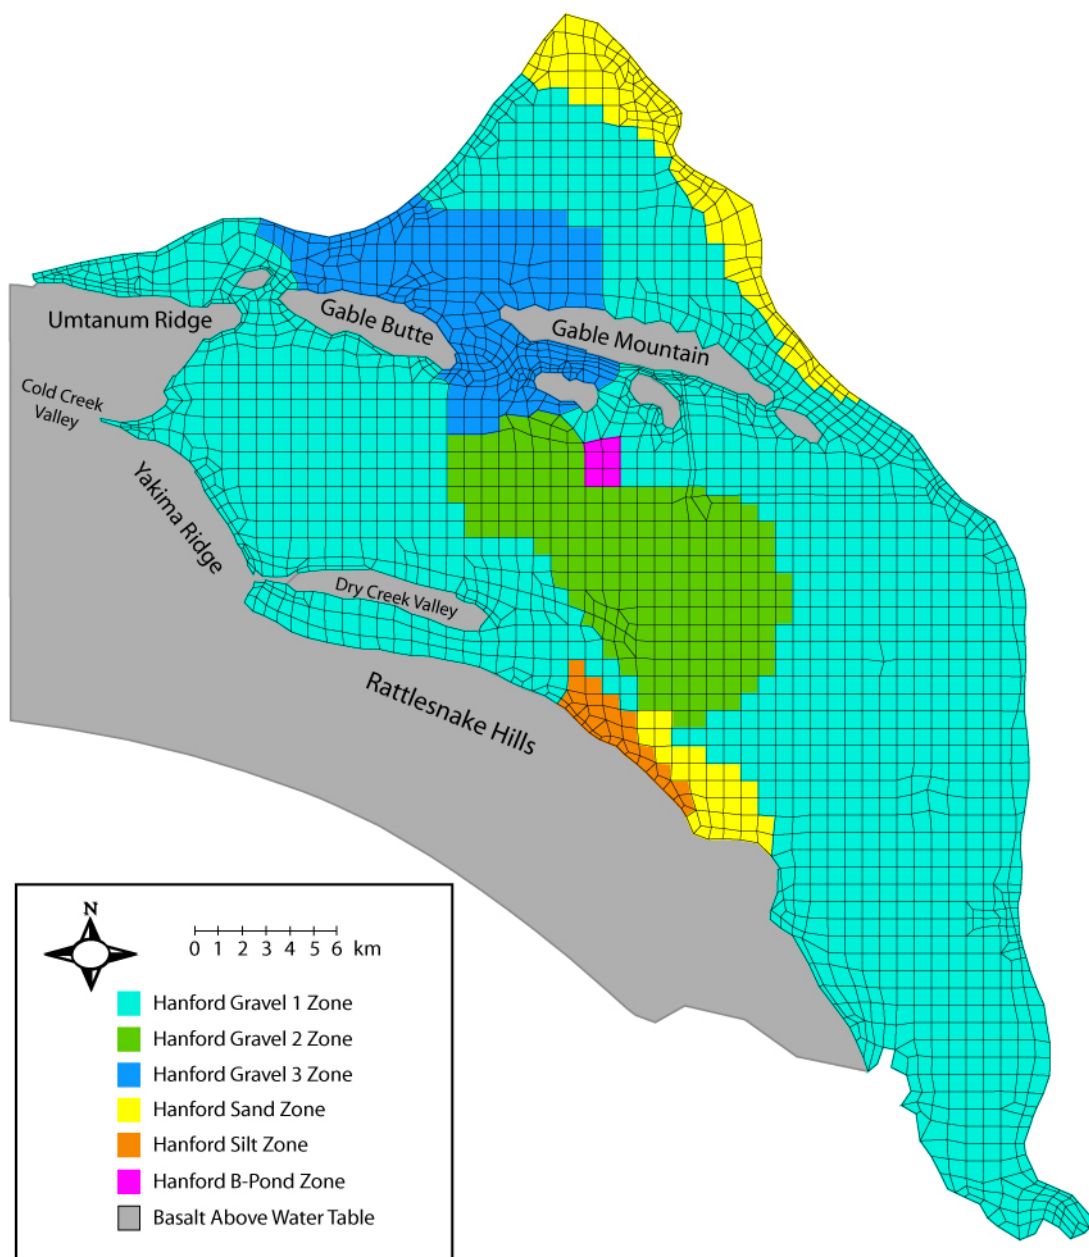 Umtanum Ridge
Gable Butte
Gable Mountain
Cold Creek
Valley
Yakima Ridge
Dry Creek Valley
Rattlesnake Hills
N
0 1 2 3 4 5 6 km
Hanford Gravel 1 Zone
Hanford Gravel 2 Zone
Hanford Gravel 3 Zone
Hanford Sand Zone
Hanford Silt Zone
Hanford B-Pond Zone
Basalt Above Water Table